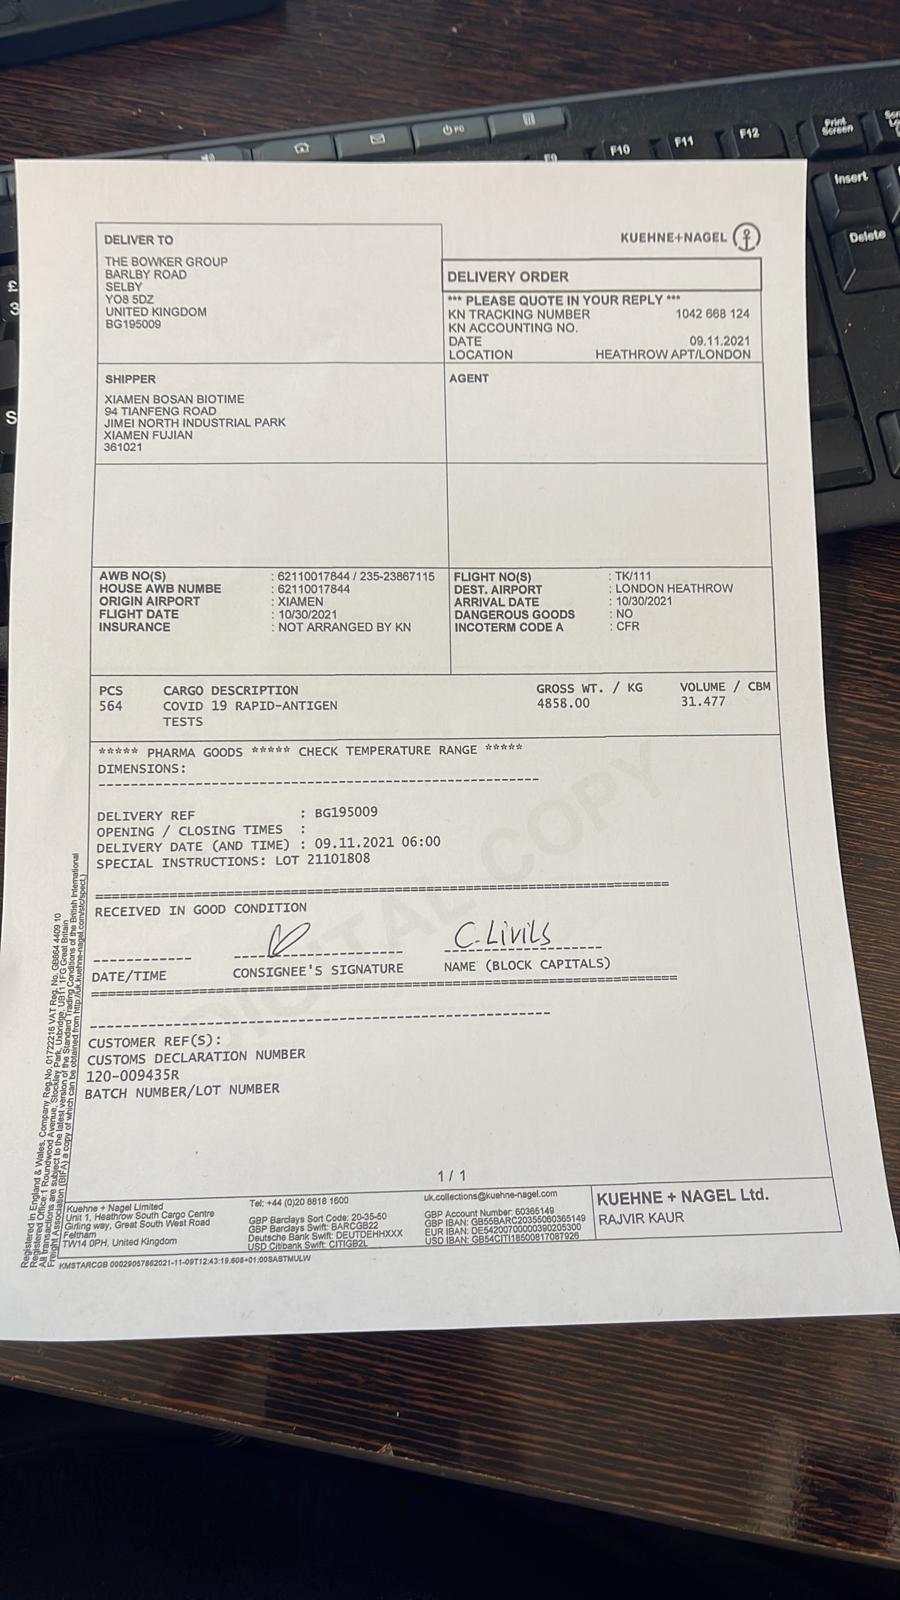 DELIVER TO
THE BOWKER GROUP
BARLBY ROAD
SELBY
YO8 5DZ
UNITED KINGDOM
BG195009
KUEHNE+NAGEL
DELIVERY ORDER
*** PLEASE QUOTE IN YOUR REPLY ***
KN TRACKING NUMBER 1042 668 124
KN ACCOUNTING NO.
DATE 09.11.2021
LOCATION HEATHROW APT/LONDON
SHIPPER
XIAMEN BOSAN BIOTIME
94 TIANFENG ROAD
JIMEI NORTH INDUSTRIAL PARK
XIAMEN FUJIAN
361021
AGENT
AWB NO(S) : 62110017844 / 235-23867115
HOUSE AWB NUMBE : 62110017844
ORIGIN AIRPORT : XIAMEN
FLIGHT DATE : 10/30/2021
INSURANCE : NOT ARRANGED BY KN
FLIGHT NO(S) : TK/111
DEST. AIRPORT : LONDON HEATHROW
ARRIVAL DATE : 10/30/2021
DANGEROUS GOODS : NO
INCOTERM CODE A : CFR
PCS CARGO DESCRIPTION GROSS WT. / KG VOLUME / CBM
564 COVID 19 RAPID-ANTIGEN 4858.00 31.477
TESTS
***** PHARMA GOODS ***** CHECK TEMPERATURE RANGE *****
DIMENSIONS:
DELIVERY REF : BG195009
OPENING / CLOSING TIMES :
DELIVERY DATE (AND TIME) : 09.11.2021 06:00
SPECIAL INSTRUCTIONS: LOT 21101808
DIGITAL COPY
RECEIVED IN GOOD CONDITION
C. Livils
DATE/TIME CONSIGNEE'S SIGNATURE NAME (BLOCK CAPITALS)
CUSTOMER REF(S):
CUSTOMS DECLARATION NUMBER
120-009435R
BATCH NUMBER/LOT NUMBER
1 / 1
Kuehne + Nagel Limited
Unit 1, Heathrow South Cargo Centre
Girling way, Great South West Road
Feltham
TW14 0PH, United Kingdom
Tel: +44 (0)20 8818 1600
GBP Barclays Sort Code: 20-35-50
GBP Barclays Swift: BARCGB22
Deutsche Bank Swift: DEUTDEHHXXX
USD Citibank Swift: CITIGB2L
uk.collections@kuehne-nagel.com
GBP Account Number: 60365149
GBP IBAN: GB55BARC20355060365149
EUR IBAN: DE54200700000390205300
USD IBAN: GB54CITI18500817087926
KUEHNE + NAGEL Ltd.
RAJVIR KAUR
KMSTARCGB 00029057862021-11-09T12:43:19.608+01:00SASTMULW
Registered in England & Wales, Company Reg.No. 01722216 VAT Reg. No. GB864 4409 10
Registered Office:1 Roundwood Avenue, Stockley Park, Uxbridge, UB11 1FG Great Britain
All transactions are subject to the latest version of the Standard Trading Conditions of the British International
Freight Association (BIFA) a copy of which can be obtained from http://uk.kuehne-nagel.com/stc/spect.)
Print Screen
F9
F10
F11
F12
Insert
Delete
PG
£
3
S